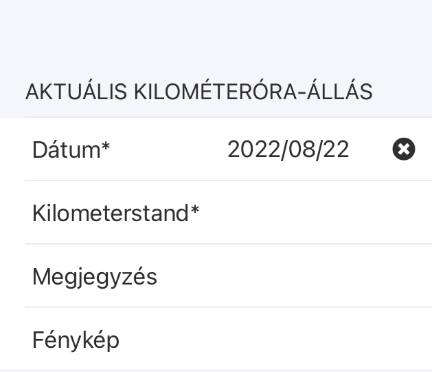 AKTUÁLIS KILOMÉTERÓRA-ÁLLÁS
Dátum* 2022/08/22
Kilometerstand*
Megjegyzés
Fénykép